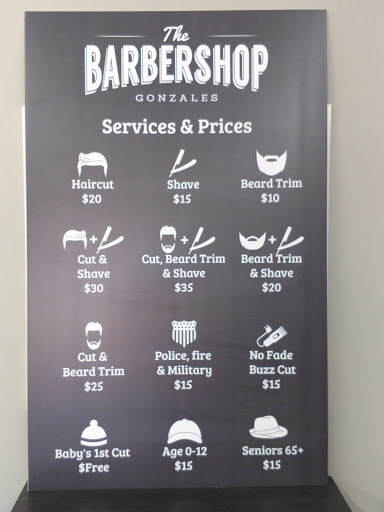 The
BARBERSHOP
GONZALES
Services & Prices
Haircut
$20
Shave
$15
Beard Trim
$10
Cut &
Shave
$30
Cut, Beard Trim
& Shave
$35
Beard Trim
& Shave
$20
Cut &
Beard Trim
$25
Police, fire
& Military
$15
No Fade
Buzz Cut
$15
Baby's 1st Cut
$Free
Age 0-12
$15
Seniors 65+
$15